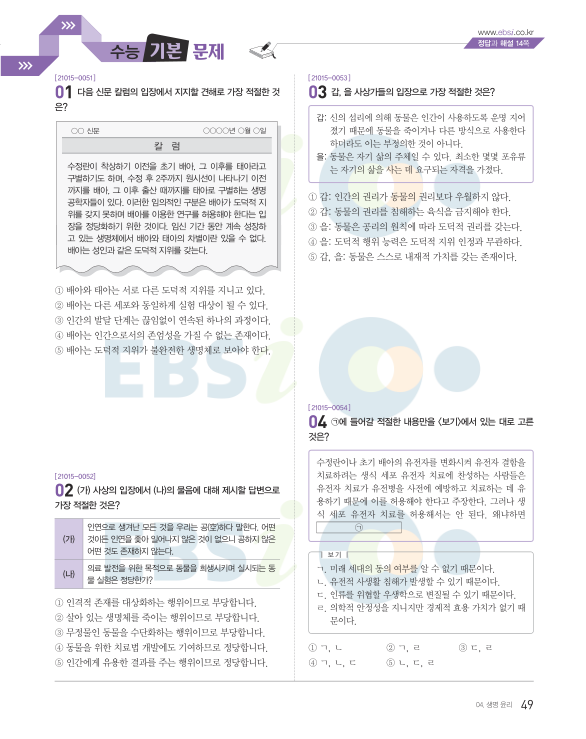 www.ebsi.co.kr
정답과 해설 14쪽
수능 기본 문제
[21015-0051]
01 다음 신문 칼럼의 입장에서 지지할 견해로 가장 적절한 것
은?
○○ 신문 ○○○○년 ○월 ○일
칼 럼
수정란이 착상하기 이전을 초기 배아, 그 이후를 태아라고
구별하기도 하며, 수정 후 2주까지 원시선이 나타나기 이전
까지를 배아, 그 이후 출산 때까지를 태아로 구별하는 생명
공학자들이 있다. 이러한 임의적인 구분은 배아가 도덕적 지
위를 갖지 못하며 배아를 이용한 연구를 허용해야 한다는 입
장을 정당화하기 위한 것이다. 임신 기간 동안 계속 성장하
고 있는 생명체에서 배아와 태아의 차별이란 있을 수 없다.
배아는 성인과 같은 도덕적 지위를 갖는다.
① 배아와 태아는 서로 다른 도덕적 지위를 지니고 있다.
② 배아는 다른 세포와 동일하게 실험 대상이 될 수 있다.
③ 인간의 발달 단계는 끊임없이 연속된 하나의 과정이다.
④ 배아는 인간으로서의 존엄성을 가질 수 없는 존재이다.
⑤ 배아는 도덕적 지위가 불완전한 생명체로 보아야 한다.
[21015-0052]
02 (가) 사상의 입장에서 (나)의 물음에 대해 제시할 답변으로
가장 적절한 것은?
(가) 인연으로 생겨난 모든 것을 우리는 공(空)하다 말한다. 어떤
것이든 인연을 좇아 일어나지 않은 것이 없으니 공하지 않은
어떤 것도 존재하지 않는다.
(나) 의료 발전을 위한 목적으로 동물을 희생시키며 실시되는 동
물 실험은 정당한가?
① 인격적 존재를 대상화하는 행위이므로 부당합니다.
② 살아 있는 생명체를 죽이는 행위이므로 부당합니다.
③ 무정물인 동물을 수단화하는 행위이므로 부당합니다.
④ 동물을 위한 치료법 개발에도 기여하므로 정당합니다.
⑤ 인간에게 유용한 결과를 주는 행위이므로 정당합니다.
[21015-0053]
03 갑, 을 사상가들의 입장으로 가장 적절한 것은?
갑: 신의 섭리에 의해 동물은 인간이 사용하도록 운명 지어
졌기 때문에 동물을 죽이거나 다른 방식으로 사용한다
하더라도 이는 부정의한 것이 아니다.
을: 동물은 자기 삶의 주체일 수 있다. 최소한 몇몇 포유류
는 자기의 삶을 사는 데 요구되는 자격을 가졌다.
① 갑: 인간의 권리가 동물의 권리보다 우월하지 않다.
② 갑: 동물의 권리를 침해하는 육식을 금지해야 한다.
③ 을: 동물은 공리의 원칙에 따라 도덕적 권리를 갖는다.
④ 을: 도덕적 행위 능력은 도덕적 지위 인정과 무관하다.
⑤ 갑, 을: 동물은 스스로 내재적 가치를 갖는 존재이다.
[21015-0054]
04 ㉠에 들어갈 적절한 내용만을 <보기>에서 있는 대로 고른
것은?
수정란이나 초기 배아의 유전자를 변화시켜 유전자 결함을
치료하려는 생식 세포 유전자 치료에 찬성하는 사람들은
유전자 치료가 유전병을 사전에 예방하고 치료하는 데 유
용하기 때문에 이를 허용해야 한다고 주장한다. 그러나 생
식 세포 유전자 치료를 허용해서는 안 된다. 왜냐하면
㉠
보기
ㄱ. 미래 세대의 동의 여부를 알 수 없기 때문이다.
ㄴ. 유전적 사생활 침해가 발생할 수 있기 때문이다.
ㄷ. 인류를 위협할 우생학으로 변질될 수 있기 때문이다.
ㄹ. 의학적 안정성을 지니지만 경제적 효용 가치가 없기 때
문이다.
① ㄱ, ㄴ ② ㄱ, ㄹ ③ ㄷ, ㄹ
④ ㄱ, ㄴ, ㄷ ⑤ ㄴ, ㄷ, ㄹ
04. 생명 윤리 49
EBSi
EBSi
EBSi